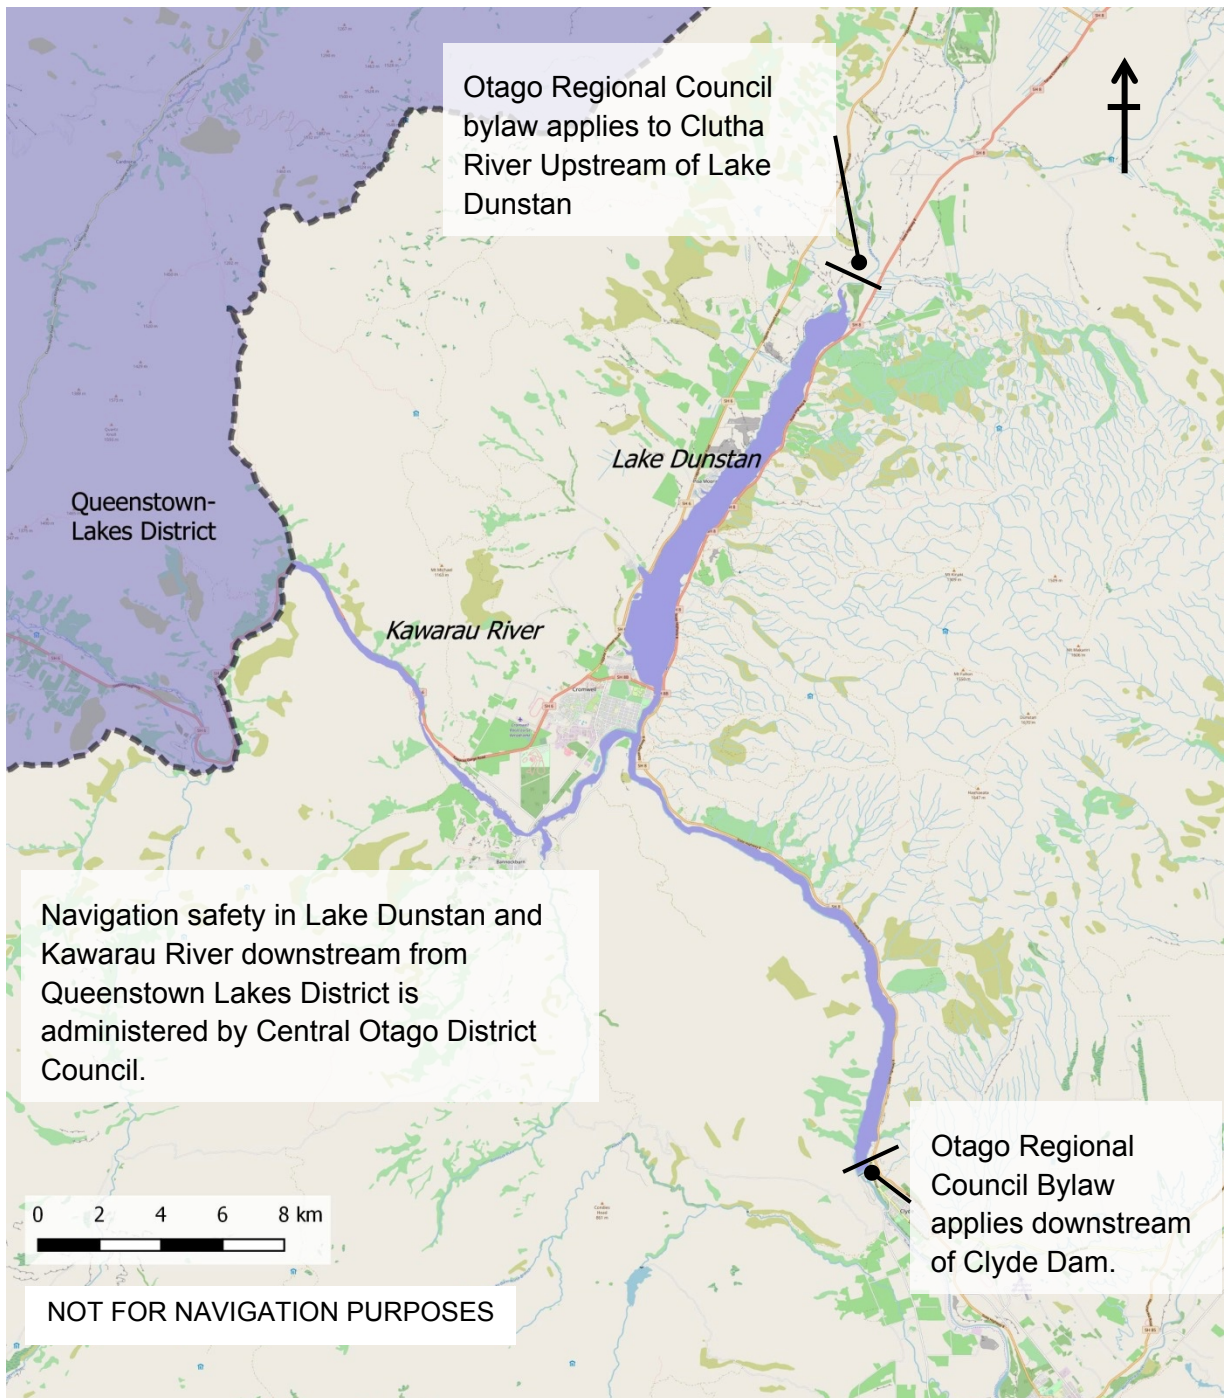 Otago Regional Council
bylaw applies to Clutha
River Upstream of Lake
Dunstan
Lake Dunstan
Queenstown-
Lakes District
Kawarau River
Cromwell
Bannockburn
Navigation safety in Lake Dunstan and
Kawarau River downstream from
Queenstown Lakes District is
administered by Central Otago District
Council.
Otago Regional
Council Bylaw
applies downstream
of Clyde Dam.
0 2 4 6 8 km
NOT FOR NAVIGATION PURPOSES